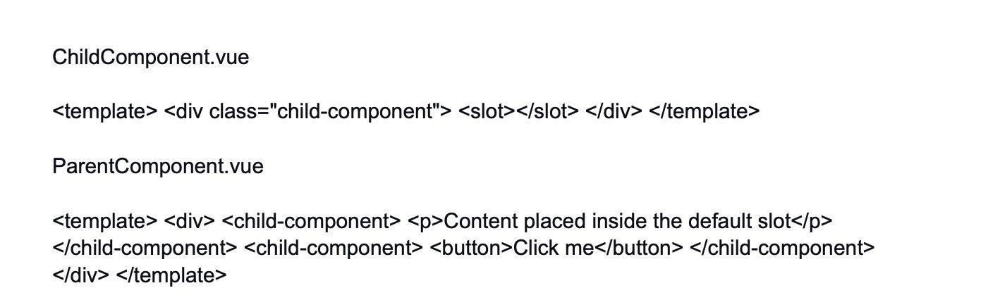 ChildComponent.vue
<template> <div class="child-component"> <slot></slot> </div> </template>
ParentComponent.vue
<template> <div> <child-component> <p>Content placed inside the default slot</p>
</child-component> <child-component> <button>Click me</button> </child-component>
</div> </template>